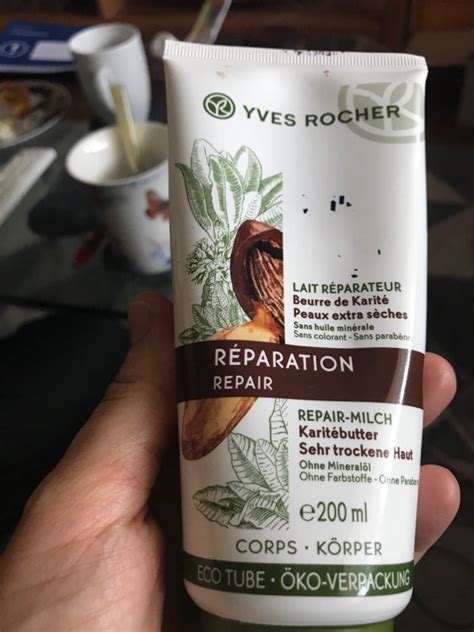 YVES ROCHER
LAIT RÉPARATEUR
Beurre de Karité
Peaux extra sèches
Sans huile minérale
Sans colorant - Sans parabène
RÉPARATION
REPAIR
REPAIR-MILCH
Karitébutter
Sehr trockene Haut
Ohne Mineralöl
Ohne Farbstoffe - Ohne Parabe
℮200 ml
CORPS • KÖRPER
ECO TUBE • ÖKO-VERPACKUNG